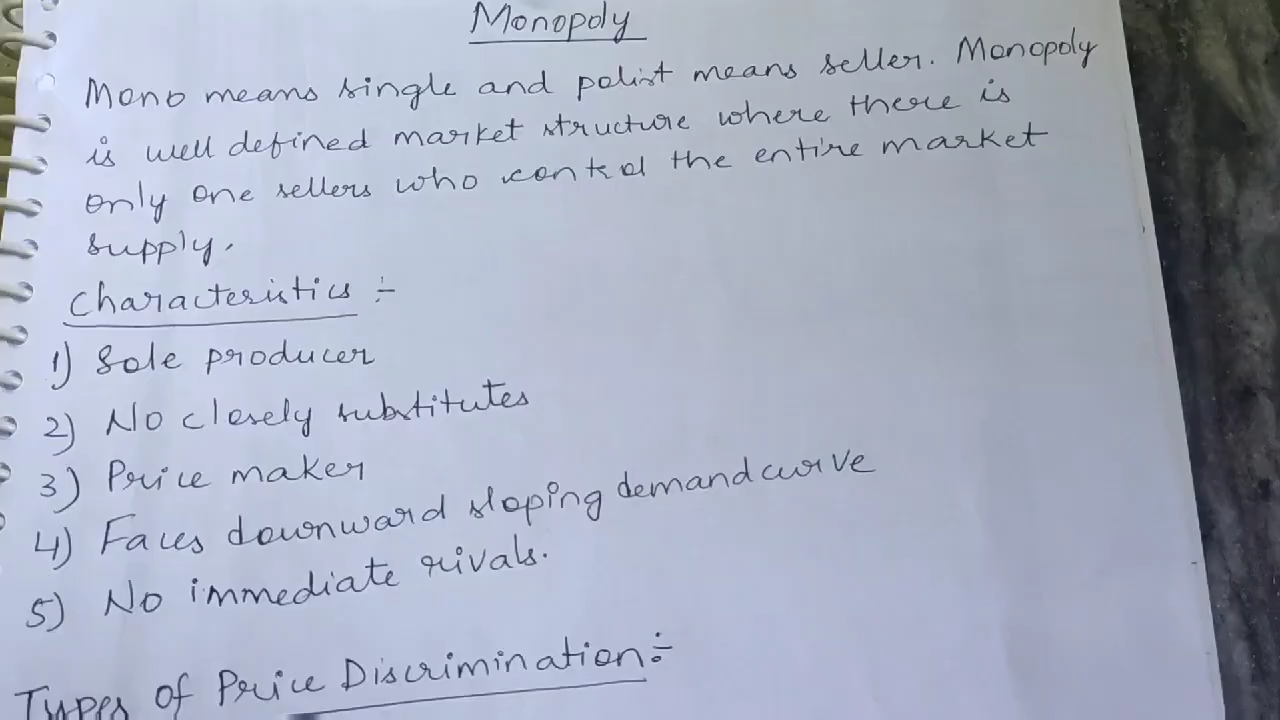 Monopoly
Mono means single and polist means seller. Monopoly
is well defined market structure where there is
only one sellers who control the entire market
supply.
Characteristics :-
1) Sole producer
2) No closely substitutes
3) Price maker
4) Faces downward sloping demand curve
5) No immediate rivals.
Types of Price Discrimination :-